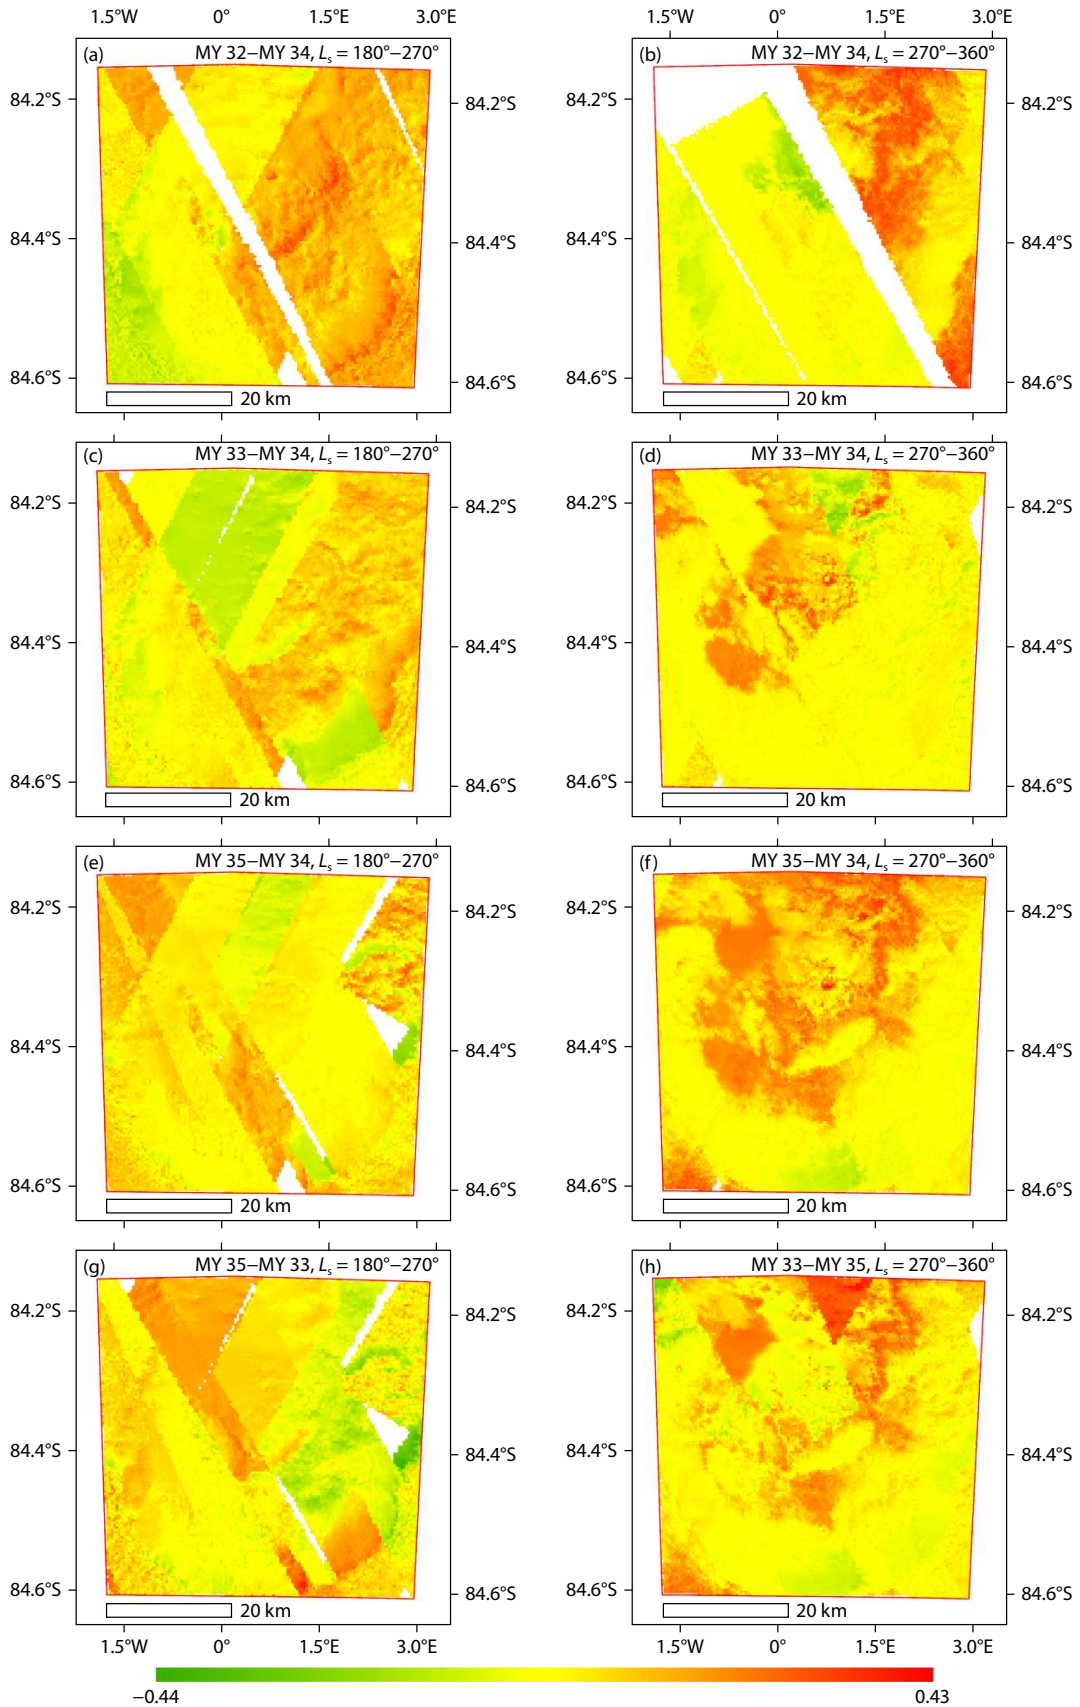 1.5°W 0° 1.5°E 3.0°E 1.5°W 0° 1.5°E 3.0°E
(a) MY 32−MY 34, Ls = 180°−270°
84.2°S
84.4°S
84.6°S
20 km
(b) MY 32−MY 34, Ls = 270°−360°
84.2°S 84.2°S
84.4°S 84.4°S
84.6°S 84.6°S
20 km
84.2°S
84.4°S
84.6°S
(c) MY 33−MY 34, Ls = 180°−270°
84.2°S 84.2°S
84.4°S 84.4°S
84.6°S 84.6°S
20 km
(d) MY 33−MY 34, Ls = 270°−360°
84.2°S 84.2°S
84.4°S 84.4°S
84.6°S 84.6°S
20 km
(e) MY 35−MY 34, Ls = 180°−270°
84.2°S 84.2°S
84.4°S 84.4°S
84.6°S 84.6°S
20 km
(f) MY 35−MY 34, Ls = 270°−360°
84.2°S 84.2°S
84.4°S 84.4°S
84.6°S 84.6°S
20 km
(g) MY 35−MY 33, Ls = 180°−270°
84.2°S 84.2°S
84.4°S 84.4°S
84.6°S 84.6°S
20 km
(h) MY 33−MY 35, Ls = 270°−360°
84.2°S 84.2°S
84.4°S 84.4°S
84.6°S 84.6°S
20 km
1.5°W 0° 1.5°E 3.0°E 1.5°W 0° 1.5°E 3.0°E
−0.44 0.43